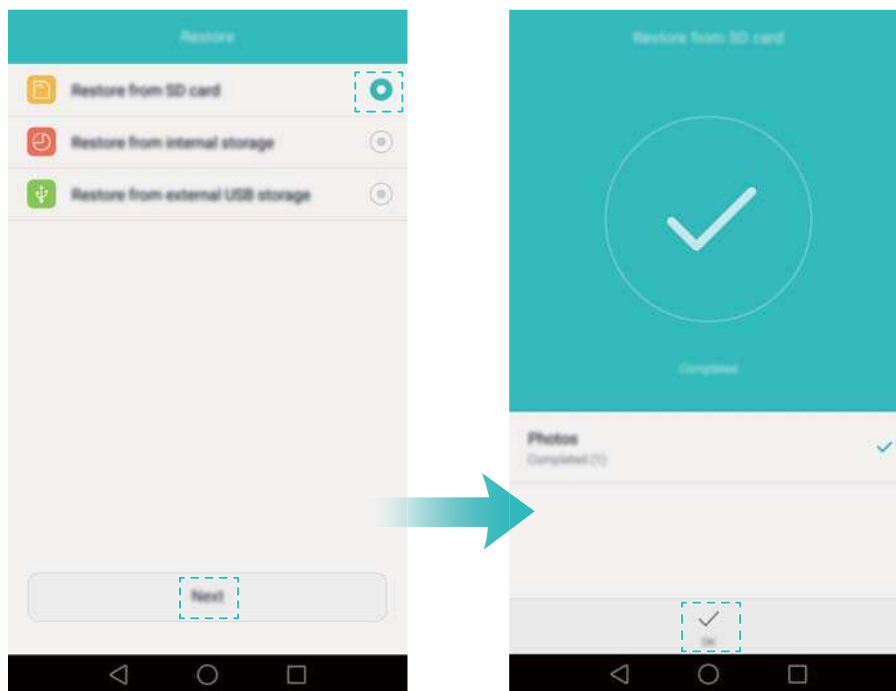 Restore
Restore from SD card
Restore from internal storage
Restore from external USB storage
Next
Restore from SD card
Completed
Photos
Completed (1)
OK